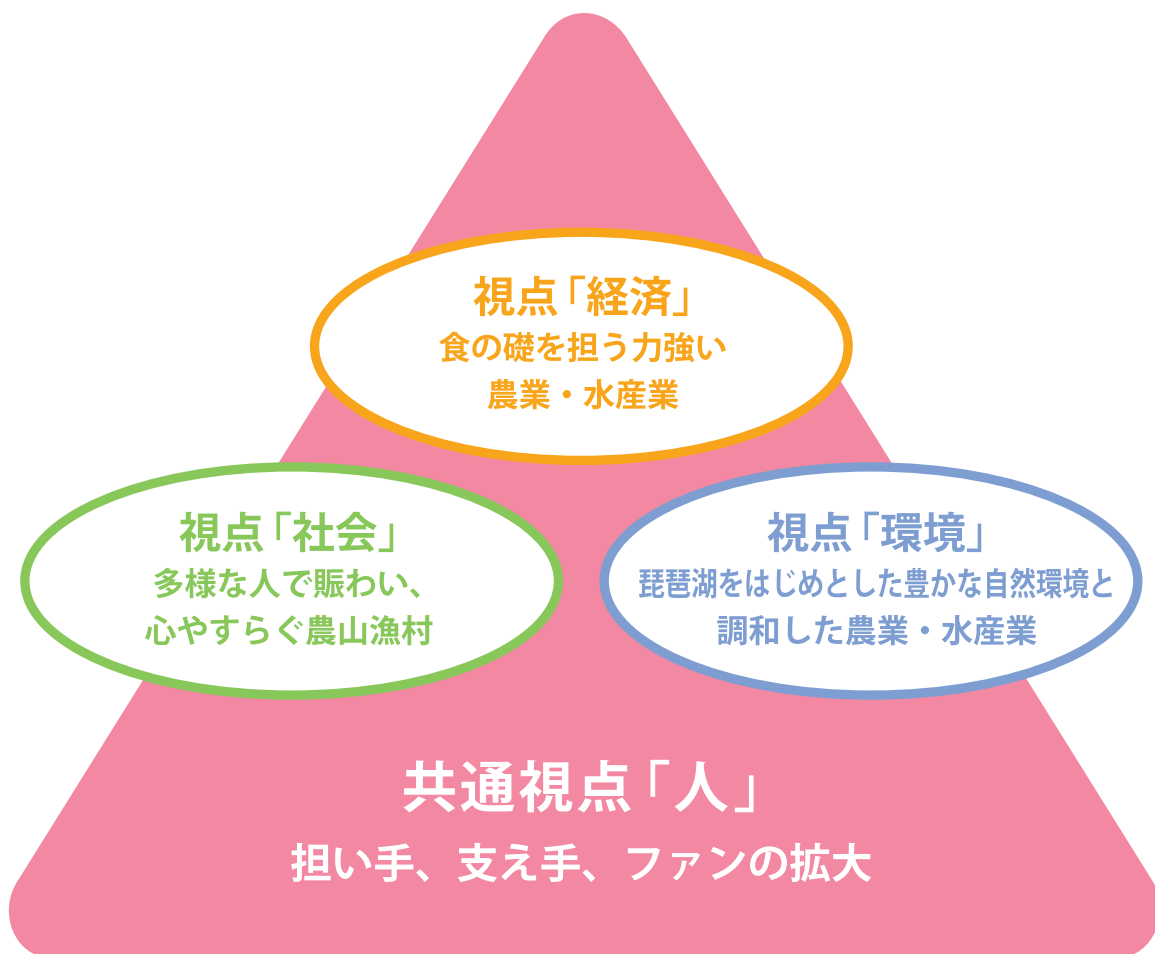 視点「経済」
食の礎を担う力強い
農業・水産業
視点「社会」
多様な人で賑わい、
心やすらぐ農山漁村
視点「環境」
琵琶湖をはじめとした豊かな自然環境と
調和した農業・水産業
共通視点「人」
担い手、支え手、ファンの拡大